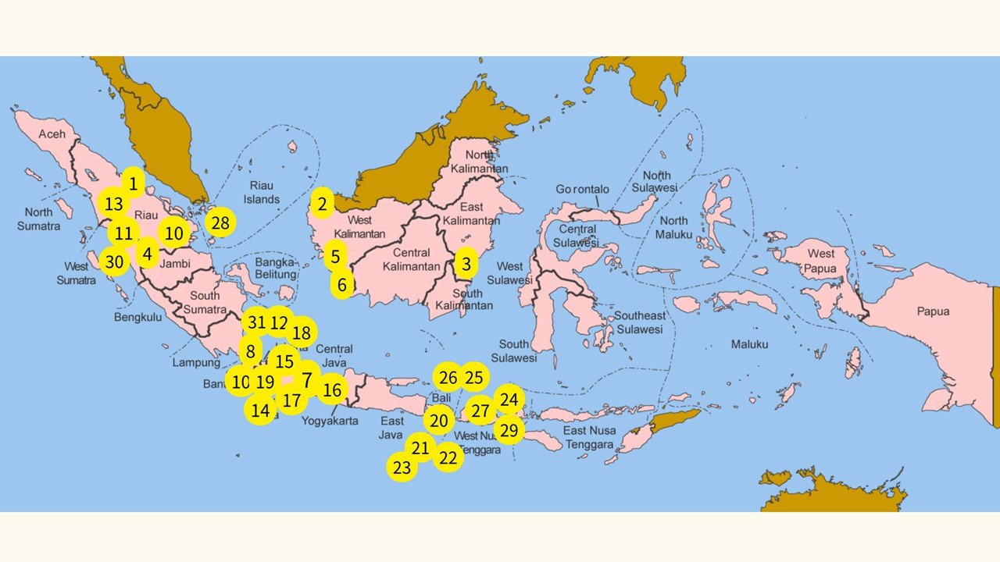 Aceh
North
Sumatra
1
13
Riau
11
10
28
Riau
Islands
30
4
Jambi
West
Sumatra
Bangka-
Belitung
South
Sumatra
Bengkulu
Lampung
31
12
18
8
15
Central
Java
10
19
7
16
17
14
Yogyakarta
East
Java
2
West
Kalimantan
5
6
Central
Kalimantan
North
Kalimantan
East
Kalimantan
3
South
Kalimantan
26
25
Bali
20
27
24
29
21
22
23
West Nus
Tenggara
East Nusa
Tenggara
Gorontalo
North
Sulawesi
Central
Sulawesi
West
Sulawesi
South
Sulawesi
Southeast
Sulawesi
North
Maluku
Maluku
West
Papua
Papua